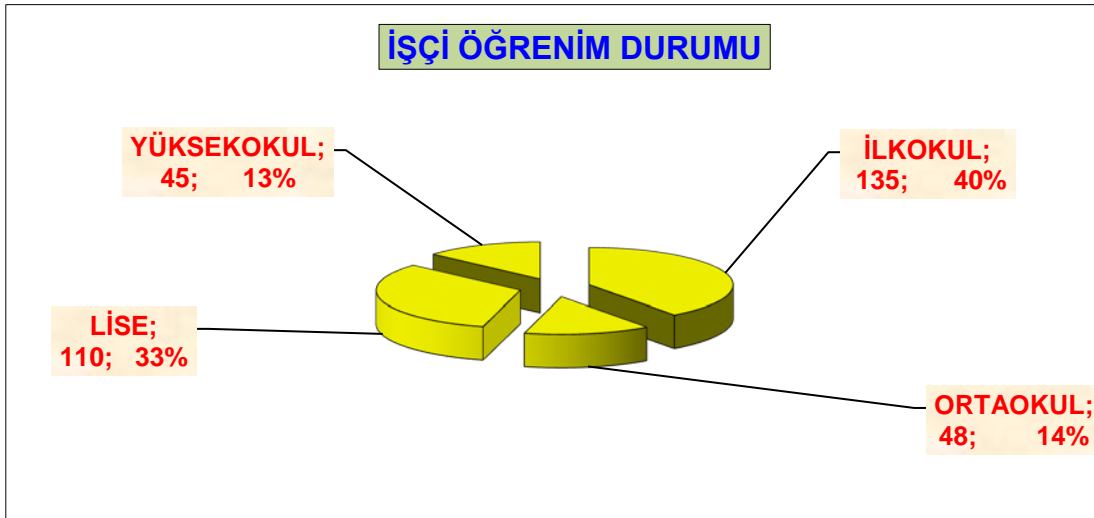 İŞÇİ ÖĞRENİM DURUMU
YÜKSEKOKUL;
45; 13%
İLKOKUL;
135; 40%
LİSE;
110; 33%
ORTAOKUL;
48; 14%